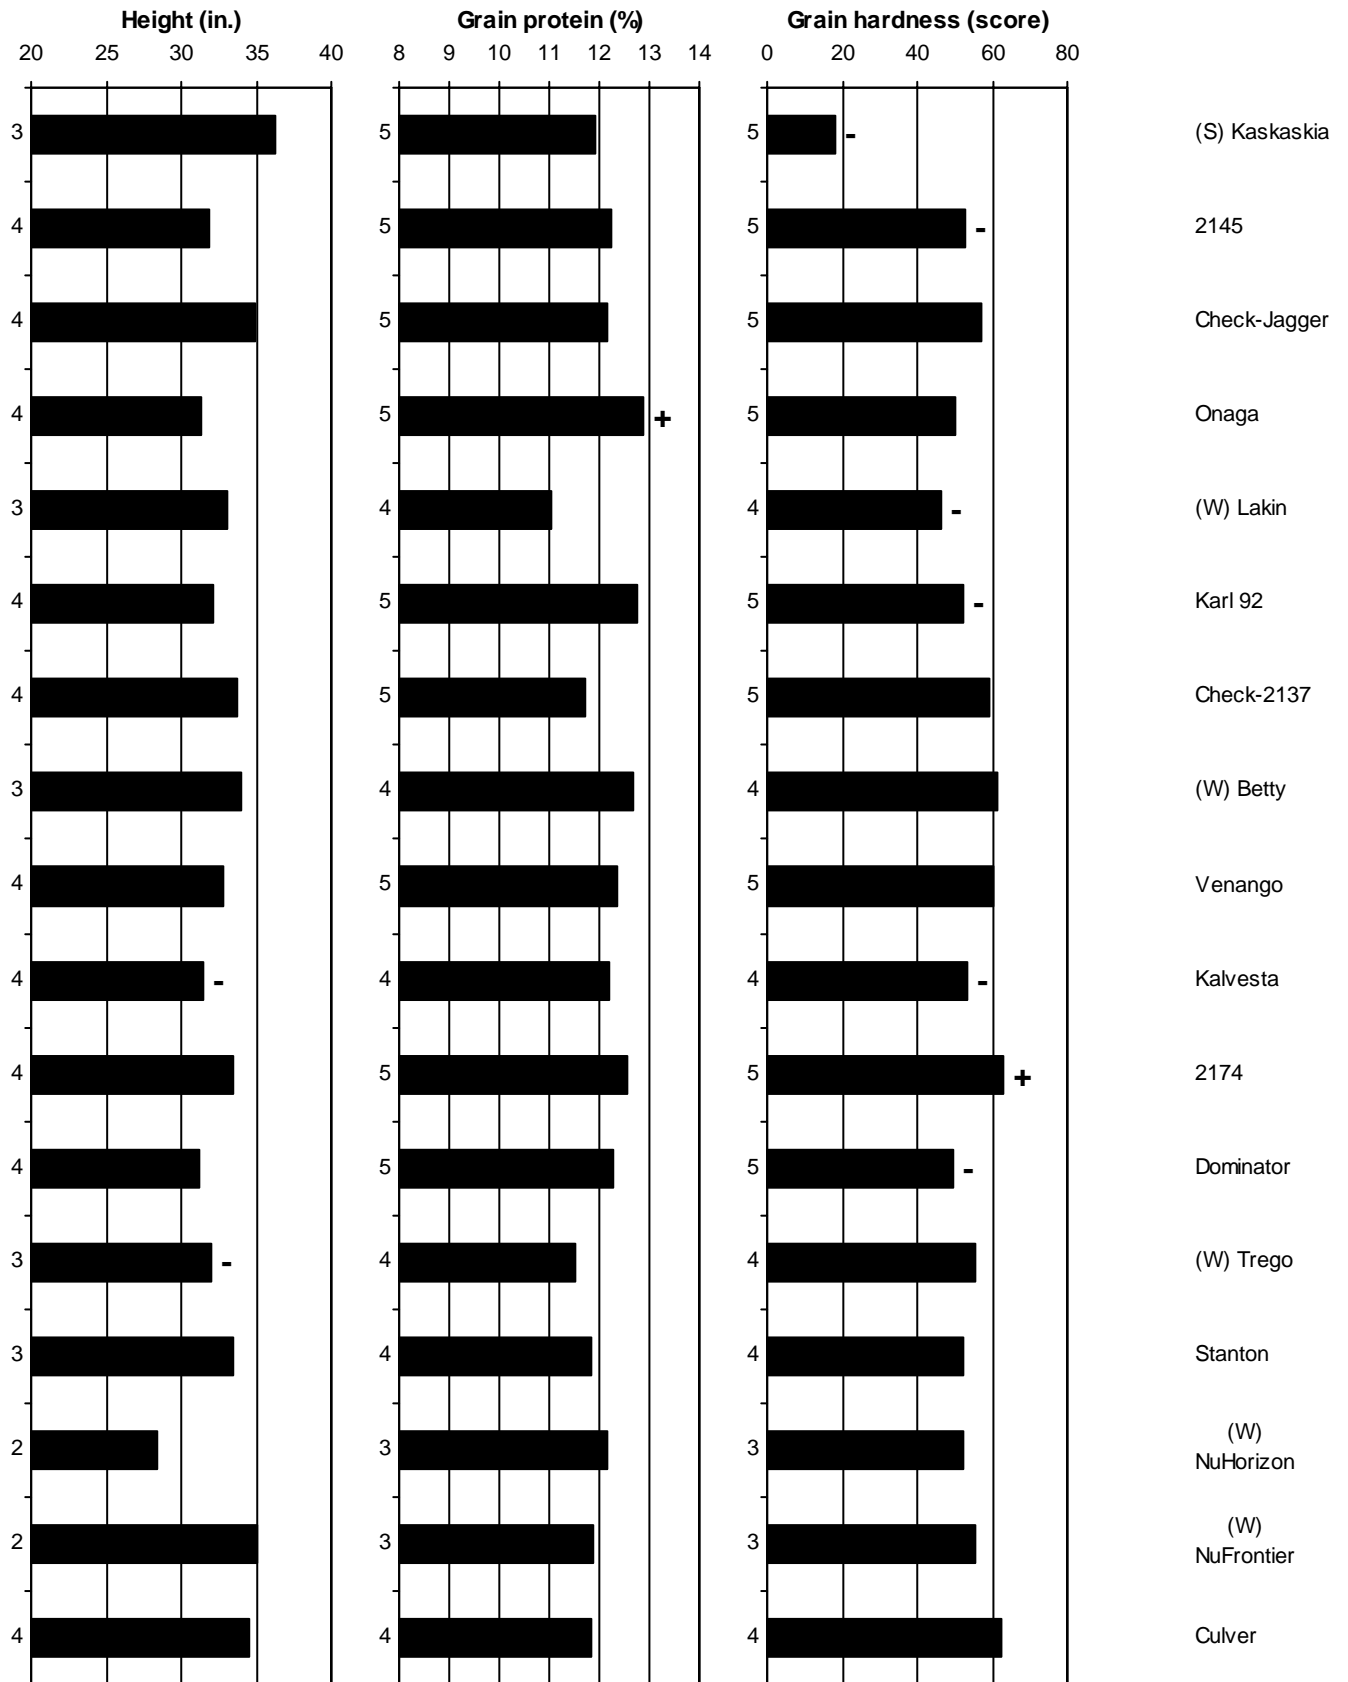 Height (in.) Grain protein (%) Grain hardness (score)
20 25 30 35 40 8 9 10 11 12 13 14 0 20 40 60 80
3 5 5 - (S) Kaskaskia
4 5 5 - 2145
4 5 5 Check-Jagger
4 5 + 5 Onaga
3 4 4 - (W) Lakin
4 5 5 - Karl 92
4 5 5 Check-2137
3 4 4 (W) Betty
4 5 5 Venango
4 - 4 4 - Kalvesta
4 5 5 + 2174
4 5 5 - Dominator
3 - 4 4 (W) Trego
3 4 4 Stanton
2 3 3 (W)
NuHorizon
2 3 3 (W)
NuFrontier
4 4 4 Culver